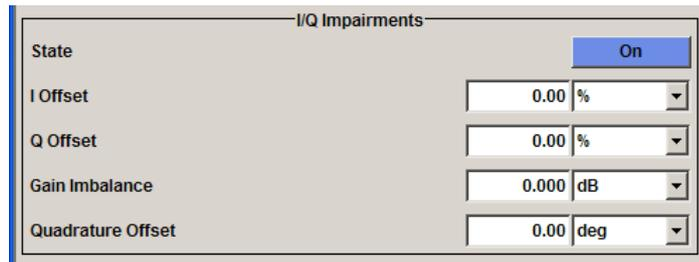 I/Q Impairments
State On
I Offset 0.00 %
Q Offset 0.00 %
Gain Imbalance 0.000 dB
Quadrature Offset 0.00 deg